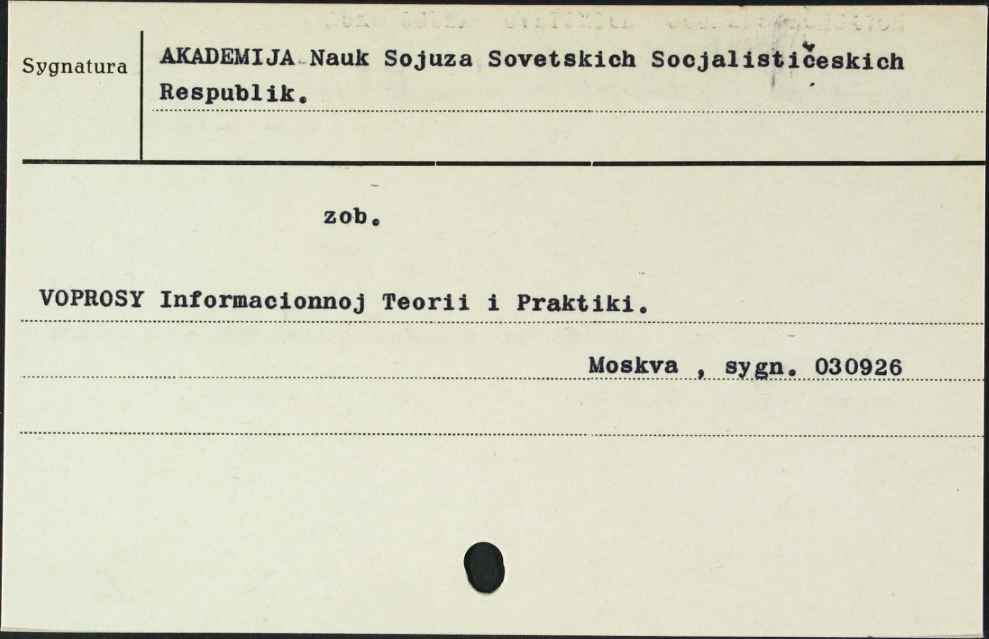 Sygnatura
AKADEMIJA Nauk Sojuza Sovetskich Socjalističeskich
Respublik.
zob.
VOPROSY Informacionnoj Teorii i Praktiki.
Moskva , sygn. 030926